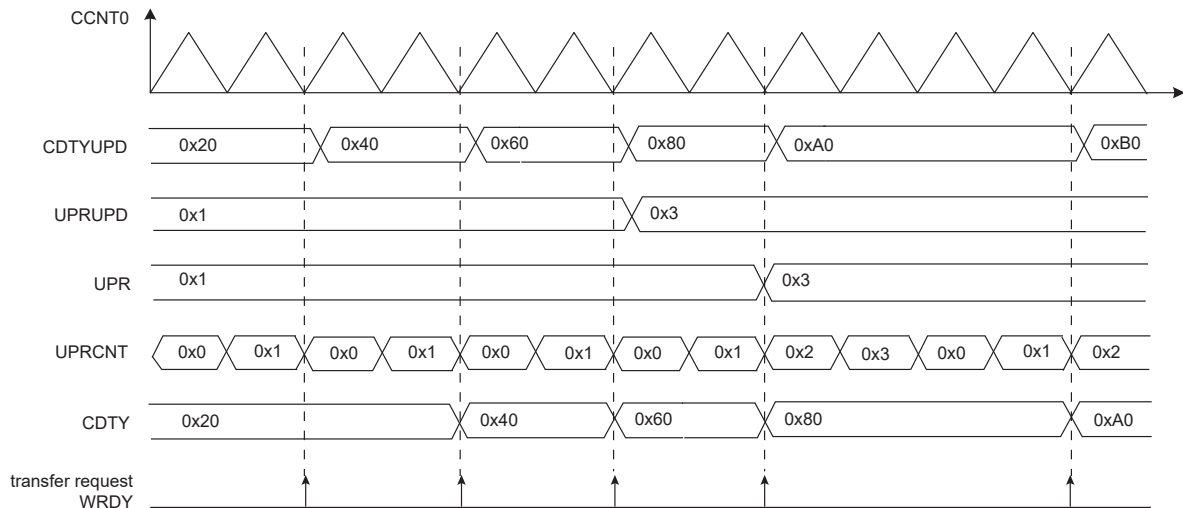 CCNT0
CDTYUPD 0x20 0x40 0x60 0x80 0xA0 0xB0
UPRUPD 0x1 0x3
UPR 0x1 0x3
UPRCNT 0x0 0x1 0x0 0x1 0x0 0x1 0x0 0x1 0x2 0x3 0x0 0x1 0x2
CDTY 0x20 0x40 0x60 0x80 0xA0
transfer request
WRDY